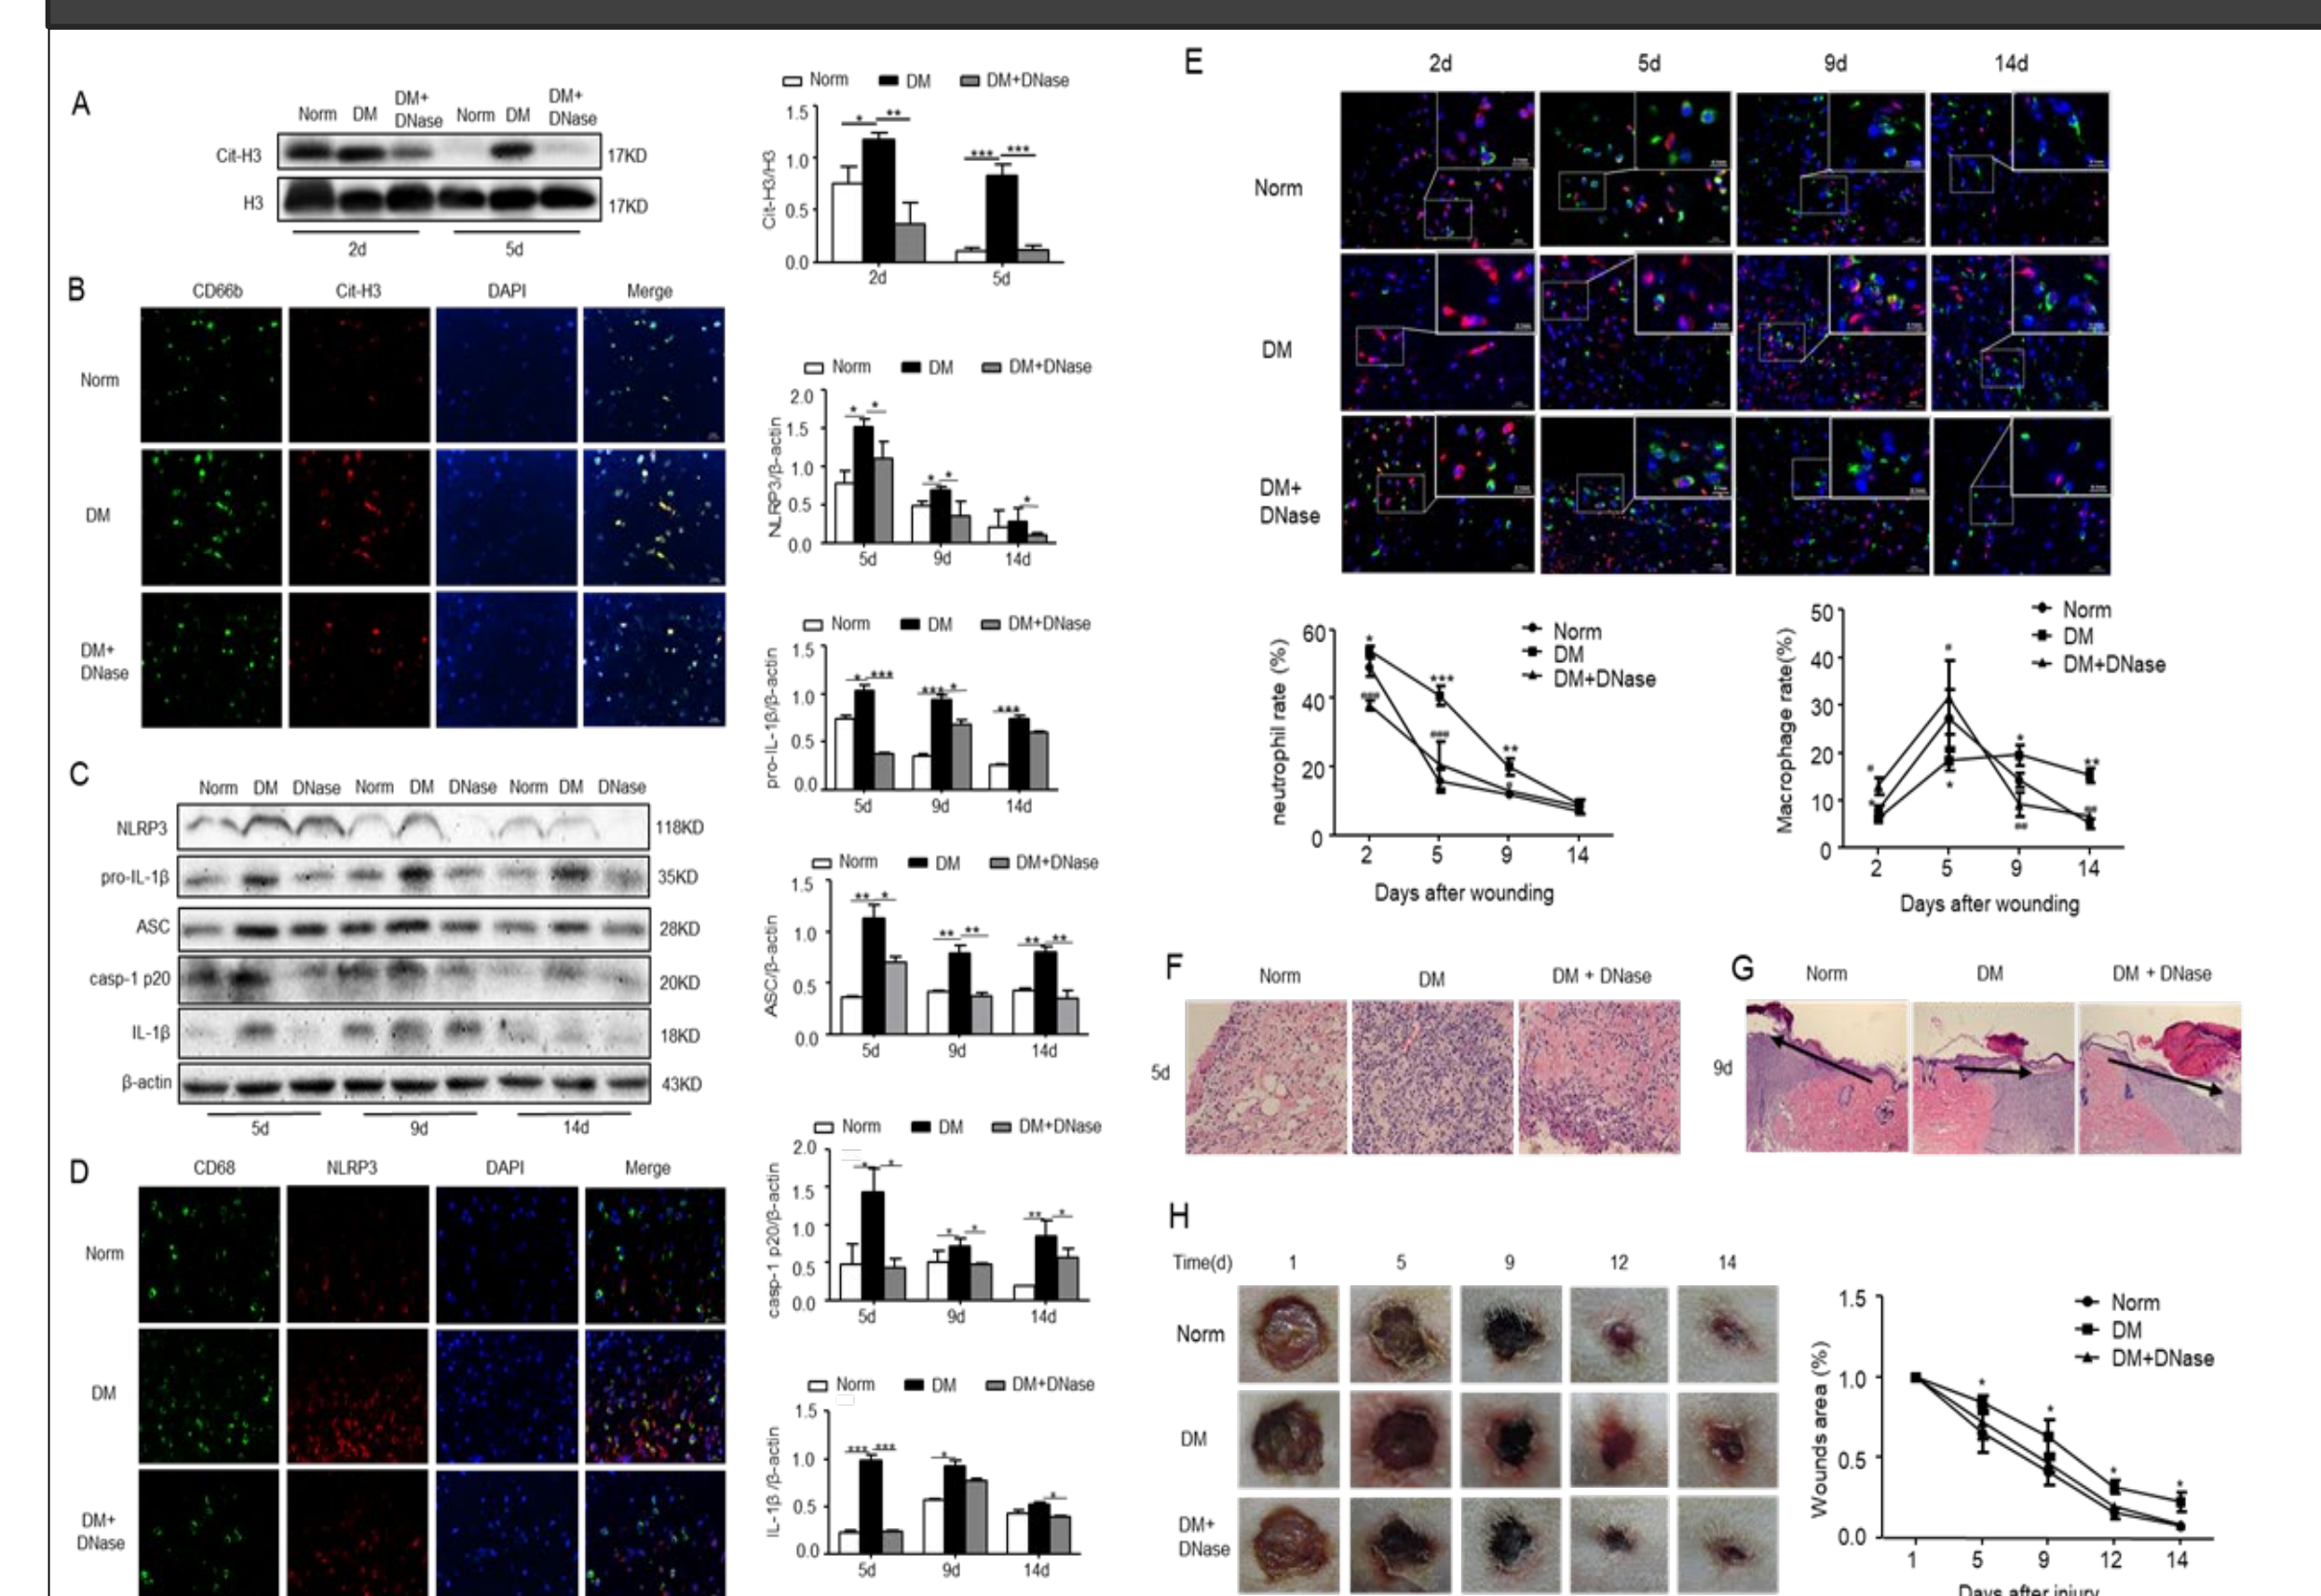 A
Norm DM DM+ DNase Norm DM DM+ DNase
Cit-H3 17KD
H3 17KD
2d 5d
Norm DM DM+DNase
Cit-H3/H3
1.5
1.0
0.5
0.0
2d 5d
* ** *** ***
B
CD66b Cit-H3 DAPI Merge
Norm
DM
DM+
DNase
Norm DM DM+DNase
NLRP3/β-actin
2.0
1.5
1.0
0.5
0.0
5d 9d 14d
* * * * *
Norm DM DM+DNase
pro-IL-1β/β-actin
1.5
1.0
0.5
0.0
5d 9d 14d
* *** *** * ***
C
Norm DM DNase Norm DM DNase Norm DM DNase
NLRP3 118KD
pro-IL-1β 35KD
ASC 28KD
casp-1 p20 20KD
IL-1β 18KD
β-actin 43KD
5d 9d 14d
Norm DM DM+DNase
ASC/β-actin
1.5
1.0
0.5
0.0
5d 9d 14d
** * ** ** ** **
D
CD68 NLRP3 DAPI Merge
Norm
DM
DM+
DNase
Norm DM DM+DNase
casp-1 p20/β-actin
2.0
1.5
1.0
0.5
0.0
5d 9d 14d
* * * * ** *
Norm DM DM+DNase
IL-1β /β-actin
1.5
1.0
0.5
0.0
5d 9d 14d
*** *** * *
E
2d 5d 9d 14d
Norm
DM
DM+
DNase
neutrophil rate (%)
60
40
20
0
2 5 9 14
Days after wounding
Norm
DM
DM+DNase
* *** **
### ### #
Macrophage rate(%)
50
40
30
20
10
0
2 5 9 14
Days after wounding
Norm
DM
DM+DNase
# # * **
* * ## ##
F
Norm DM DM + DNase
5d
G
Norm DM DM + DNase
9d
H
Time(d) 1 5 9 12 14
Norm
DM
DM+
DNase
Wounds area (%)
1.5
1.0
0.5
0.0
1 5 9 12 14
Days after injury
Norm
DM
DM+DNase
* * * *